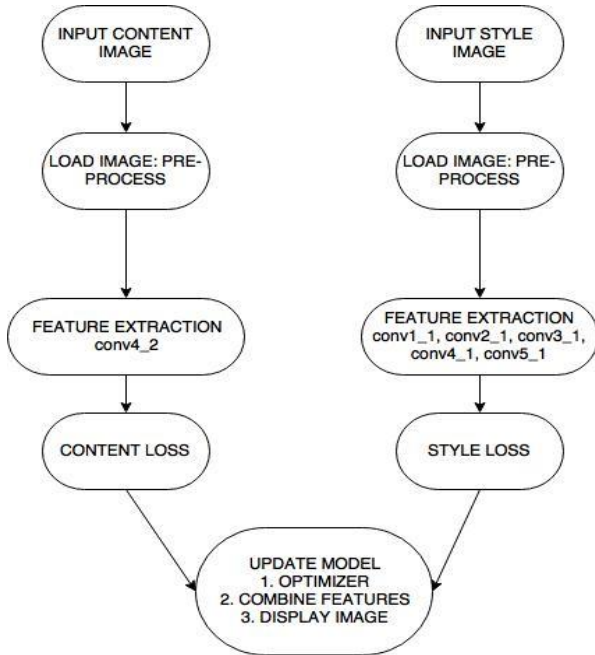 INPUT CONTENT
IMAGE
INPUT STYLE
IMAGE
LOAD IMAGE: PRE-
PROCESS
LOAD IMAGE: PRE-
PROCESS
FEATURE EXTRACTION
conv4_2
FEATURE EXTRACTION
conv1_1, conv2_1, conv3_1,
conv4_1, conv5_1
CONTENT LOSS
STYLE LOSS
UPDATE MODEL
1. OPTIMIZER
2. COMBINE FEATURES
3. DISPLAY IMAGE